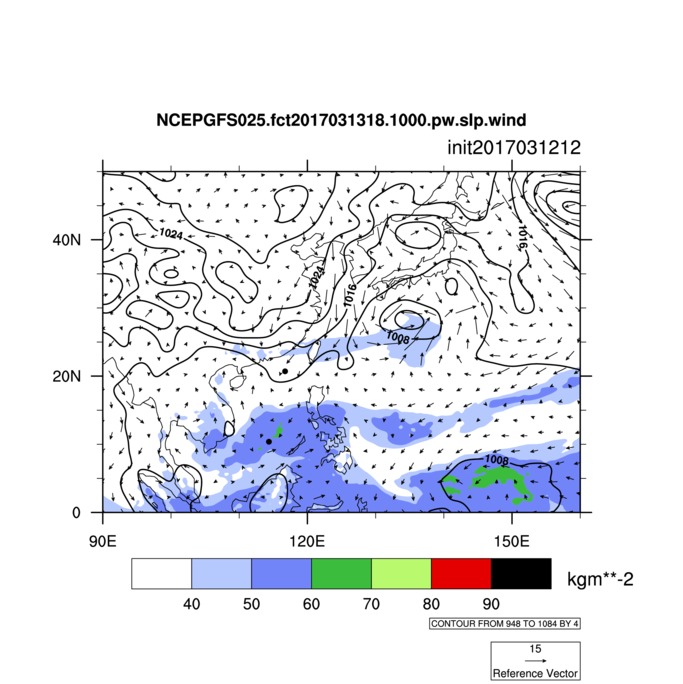 NCEPGFS025.fct2017031318.1000.pw.slp.wind
init2017031212
40N
20N
0
90E 120E 150E
1024
1024
1016
1016
1008
1008
40 50 60 70 80 90
kgm**-2
CONTOUR FROM 948 TO 1084 BY 4
15
Reference Vector